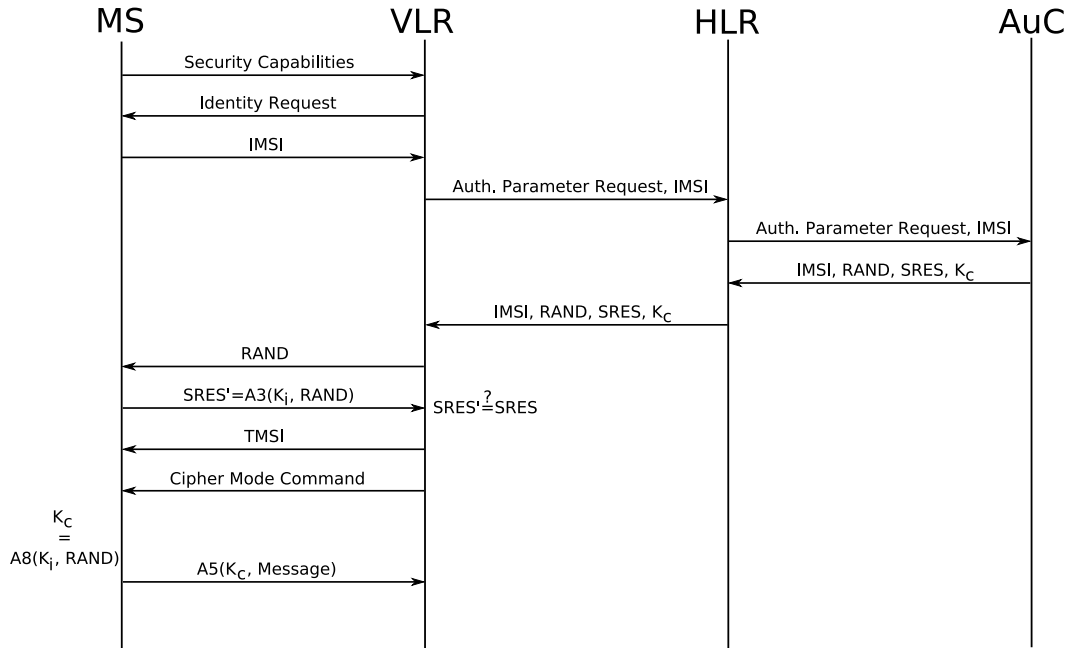 MS VLR HLR AuC
Security Capabilities
Identity Request
IMSI
Auth. Parameter Request, IMSI
Auth. Parameter Request, IMSI
IMSI, RAND, SRES, Kc
IMSI, RAND, SRES, Kc
RAND
SRES'=A3(Ki, RAND)
?
SRES'=SRES
TMSI
Cipher Mode Command
Kc
=
A8(Ki, RAND)
A5(Kc, Message)